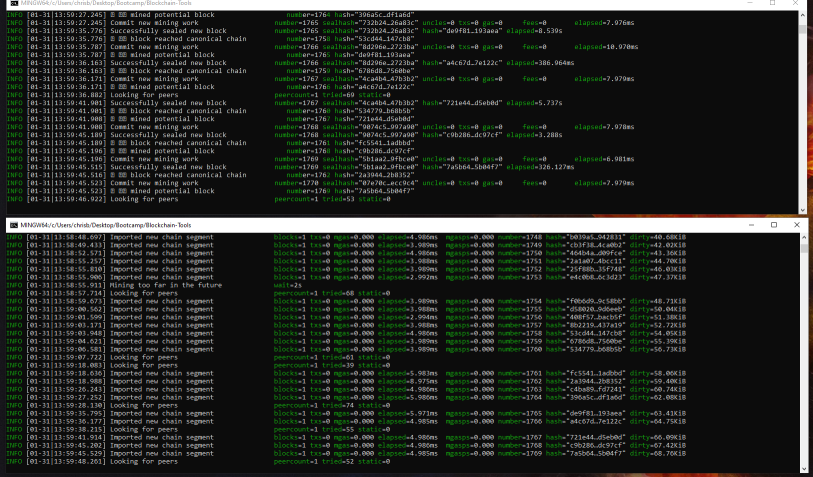 MINGW64:/c/Users/chrisb/Desktop/Bootcamp/Blockchain-Tools
INFO [01-31|13:59:27.245] mined potential block number=1764 hash="396a5c…df1a6d"
INFO [01-31|13:59:27.245] Commit new mining work number=1765 sealhash="732b24…26a83c" uncles=0 txs=0 gas=0 fees=0 elapsed=7.976ms
INFO [01-31|13:59:35.776] Successfully sealed new block number=1765 sealhash="732b24…26a83c" hash="de9f81…193aea" elapsed=8.539s
INFO [01-31|13:59:35.776] block reached canonical chain number=1758 hash="53cd44…147cb8"
INFO [01-31|13:59:35.787] Commit new mining work number=1766 sealhash="8d296e…2723ba" uncles=0 txs=0 gas=0 fees=0 elapsed=10.970ms
INFO [01-31|13:59:35.787] mined potential block number=1765 hash="de9f81…193aea"
INFO [01-31|13:59:36.163] Successfully sealed new block number=1766 sealhash="8d296e…2723ba" hash="a4c67d…7e122c" elapsed=386.964ms
INFO [01-31|13:59:36.163] block reached canonical chain number=1759 hash="6786d8…7560be"
INFO [01-31|13:59:36.171] Commit new mining work number=1767 sealhash="4ca4b4…47b3b2" uncles=0 txs=0 gas=0 fees=0 elapsed=7.979ms
INFO [01-31|13:59:36.171] mined potential block number=1766 hash="a4c67d…7e122c"
INFO [01-31|13:59:36.882] Looking for peers peercount=1 tried=69 static=0
INFO [01-31|13:59:41.901] Successfully sealed new block number=1767 sealhash="4ca4b4…47b3b2" hash="721e44…d5eb0d" elapsed=5.737s
INFO [01-31|13:59:41.901] block reached canonical chain number=1760 hash="534779…b68b5b"
INFO [01-31|13:59:41.908] mined potential block number=1767 hash="721e44…d5eb0d"
INFO [01-31|13:59:41.908] Commit new mining work number=1768 sealhash="9074c5…997a90" uncles=0 txs=0 gas=0 fees=0 elapsed=7.978ms
INFO [01-31|13:59:45.189] Successfully sealed new block number=1768 sealhash="9074c5…997a90" hash="c9b286…dc97cf" elapsed=3.288s
INFO [01-31|13:59:45.189] block reached canonical chain number=1761 hash="fc5541…1adbbd"
INFO [01-31|13:59:45.196] mined potential block number=1768 hash="c9b286…dc97cf"
INFO [01-31|13:59:45.196] Commit new mining work number=1769 sealhash="5b1aa2…9fbce0" uncles=0 txs=0 gas=0 fees=0 elapsed=6.981ms
INFO [01-31|13:59:45.515] Successfully sealed new block number=1769 sealhash="5b1aa2…9fbce0" hash="7a5b64…5b04f7" elapsed=326.127ms
INFO [01-31|13:59:45.516] block reached canonical chain number=1762 hash="2a3944…2b8352"
INFO [01-31|13:59:45.523] Commit new mining work number=1770 sealhash="07e70c…ecc9c4" uncles=0 txs=0 gas=0 fees=0 elapsed=7.979ms
INFO [01-31|13:59:45.523] mined potential block number=1769 hash="7a5b64…5b04f7"
INFO [01-31|13:59:46.922] Looking for peers peercount=1 tried=53 static=0
MINGW64:/c/Users/chrisb/Desktop/Bootcamp/Blockchain-Tools
INFO [01-31|13:58:48.697] Imported new chain segment blocks=1 txs=0 mgas=0.000 elapsed=4.986ms mgasps=0.000 number=1748 hash="b039a5…942831" dirty=40.68KiB
INFO [01-31|13:58:49.433] Imported new chain segment blocks=1 txs=0 mgas=0.000 elapsed=3.989ms mgasps=0.000 number=1749 hash="cb3f38…4ca0b2" dirty=42.02KiB
INFO [01-31|13:58:52.571] Imported new chain segment blocks=1 txs=0 mgas=0.000 elapsed=4.986ms mgasps=0.000 number=1750 hash="464b4a…d09fce" dirty=43.36KiB
INFO [01-31|13:58:55.257] Imported new chain segment blocks=1 txs=0 mgas=0.000 elapsed=3.988ms mgasps=0.000 number=1751 hash="2a1a07…4bcc11" dirty=44.70KiB
INFO [01-31|13:58:55.810] Imported new chain segment blocks=1 txs=0 mgas=0.000 elapsed=3.989ms mgasps=0.000 number=1752 hash="25f88b…35f748" dirty=46.03KiB
INFO [01-31|13:58:55.906] Imported new chain segment blocks=1 txs=0 mgas=0.000 elapsed=2.992ms mgasps=0.000 number=1753 hash="e4c0b8…6c3d23" dirty=47.37KiB
INFO [01-31|13:58:55.911] Mining too far in the future wait=2s
INFO [01-31|13:58:57.714] Looking for peers peercount=1 tried=68 static=0
INFO [01-31|13:58:59.673] Imported new chain segment blocks=1 txs=0 mgas=0.000 elapsed=3.989ms mgasps=0.000 number=1754 hash="f0b6d9…9c58bb" dirty=48.71KiB
INFO [01-31|13:59:00.562] Imported new chain segment blocks=1 txs=0 mgas=0.000 elapsed=3.988ms mgasps=0.000 number=1755 hash="d58020…9d6eeb" dirty=50.04KiB
INFO [01-31|13:59:01.599] Imported new chain segment blocks=1 txs=0 mgas=0.000 elapsed=2.994ms mgasps=0.000 number=1756 hash="408f57…bacb5f" dirty=51.38KiB
INFO [01-31|13:59:03.171] Imported new chain segment blocks=1 txs=0 mgas=0.000 elapsed=3.988ms mgasps=0.000 number=1757 hash="8b2219…437a19" dirty=52.72KiB
INFO [01-31|13:59:03.948] Imported new chain segment blocks=1 txs=0 mgas=0.000 elapsed=4.986ms mgasps=0.000 number=1758 hash="53cd44…147cb8" dirty=54.05KiB
INFO [01-31|13:59:04.621] Imported new chain segment blocks=1 txs=0 mgas=0.000 elapsed=3.989ms mgasps=0.000 number=1759 hash="6786d8…7560be" dirty=55.39KiB
INFO [01-31|13:59:06.581] Imported new chain segment blocks=1 txs=0 mgas=0.000 elapsed=3.989ms mgasps=0.000 number=1760 hash="534779…b68b5b" dirty=56.73KiB
INFO [01-31|13:59:07.722] Looking for peers peercount=1 tried=61 static=0
INFO [01-31|13:59:18.083] Looking for peers peercount=1 tried=39 static=0
INFO [01-31|13:59:18.636] Imported new chain segment blocks=1 txs=0 mgas=0.000 elapsed=5.983ms mgasps=0.000 number=1761 hash="fc5541…1adbbd" dirty=58.06KiB
INFO [01-31|13:59:18.988] Imported new chain segment blocks=1 txs=0 mgas=0.000 elapsed=8.975ms mgasps=0.000 number=1762 hash="2a3944…2b8352" dirty=59.40KiB
INFO [01-31|13:59:26.243] Imported new chain segment blocks=1 txs=0 mgas=0.000 elapsed=4.986ms mgasps=0.000 number=1763 hash="c4ba89…fd7241" dirty=60.74KiB
INFO [01-31|13:59:27.252] Imported new chain segment blocks=1 txs=0 mgas=0.000 elapsed=5.986ms mgasps=0.000 number=1764 hash="396a5c…df1a6d" dirty=62.08KiB
INFO [01-31|13:59:28.130] Looking for peers peercount=1 tried=74 static=0
INFO [01-31|13:59:35.795] Imported new chain segment blocks=1 txs=0 mgas=0.000 elapsed=5.971ms mgasps=0.000 number=1765 hash="de9f81…193aea" dirty=63.41KiB
INFO [01-31|13:59:36.177] Imported new chain segment blocks=1 txs=0 mgas=0.000 elapsed=4.985ms mgasps=0.000 number=1766 hash="a4c67d…7e122c" dirty=64.75KiB
INFO [01-31|13:59:38.215] Looking for peers peercount=1 tried=55 static=0
INFO [01-31|13:59:41.914] Imported new chain segment blocks=1 txs=0 mgas=0.000 elapsed=4.986ms mgasps=0.000 number=1767 hash="721e44…d5eb0d" dirty=66.09KiB
INFO [01-31|13:59:45.202] Imported new chain segment blocks=1 txs=0 mgas=0.000 elapsed=4.986ms mgasps=0.000 number=1768 hash="c9b286…dc97cf" dirty=67.42KiB
INFO [01-31|13:59:45.529] Imported new chain segment blocks=1 txs=0 mgas=0.000 elapsed=4.985ms mgasps=0.000 number=1769 hash="7a5b64…5b04f7" dirty=68.76KiB
INFO [01-31|13:59:48.261] Looking for peers peercount=1 tried=52 static=0